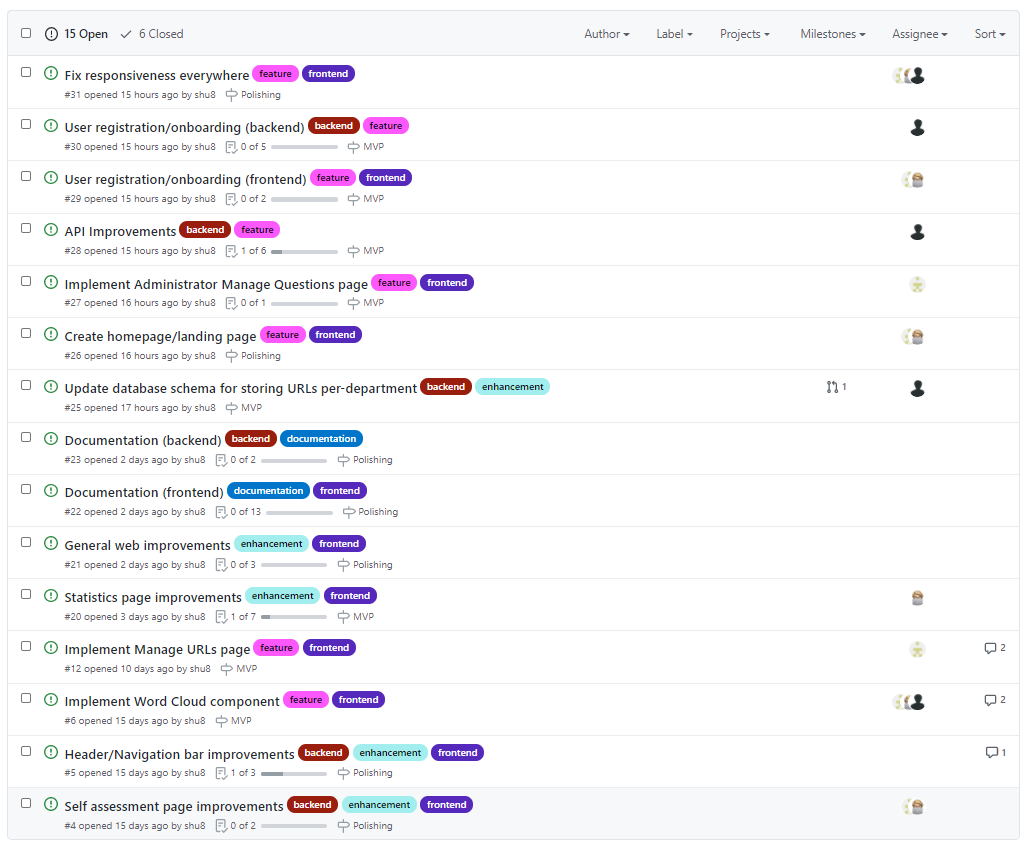 15 Open 6 Closed Author Label Projects Milestones Assignee Sort
Fix responsiveness everywhere feature frontend
#31 opened 15 hours ago by shu8 Polishing
User registration/onboarding (backend) backend feature
#30 opened 15 hours ago by shu8 0 of 5 MVP
User registration/onboarding (frontend) feature frontend
#29 opened 15 hours ago by shu8 0 of 2 MVP
API Improvements backend feature
#28 opened 15 hours ago by shu8 1 of 6 MVP
Implement Administrator Manage Questions page feature frontend
#27 opened 16 hours ago by shu8 0 of 1 MVP
Create homepage/landing page feature frontend
#26 opened 16 hours ago by shu8 Polishing
Update database schema for storing URLs per-department backend enhancement 1
#25 opened 17 hours ago by shu8 MVP
Documentation (backend) backend documentation
#23 opened 2 days ago by shu8 0 of 2 Polishing
Documentation (frontend) documentation frontend
#22 opened 2 days ago by shu8 0 of 13 Polishing
General web improvements enhancement frontend
#21 opened 2 days ago by shu8 0 of 3 Polishing
Statistics page improvements enhancement frontend
#20 opened 3 days ago by shu8 1 of 7 MVP
Implement Manage URLs page feature frontend 2
#12 opened 10 days ago by shu8 MVP
Implement Word Cloud component feature frontend 2
#6 opened 15 days ago by shu8 MVP
Header/Navigation bar improvements backend enhancement frontend 1
#5 opened 15 days ago by shu8 1 of 3 Polishing
Self assessment page improvements backend enhancement frontend
#4 opened 15 days ago by shu8 0 of 2 Polishing